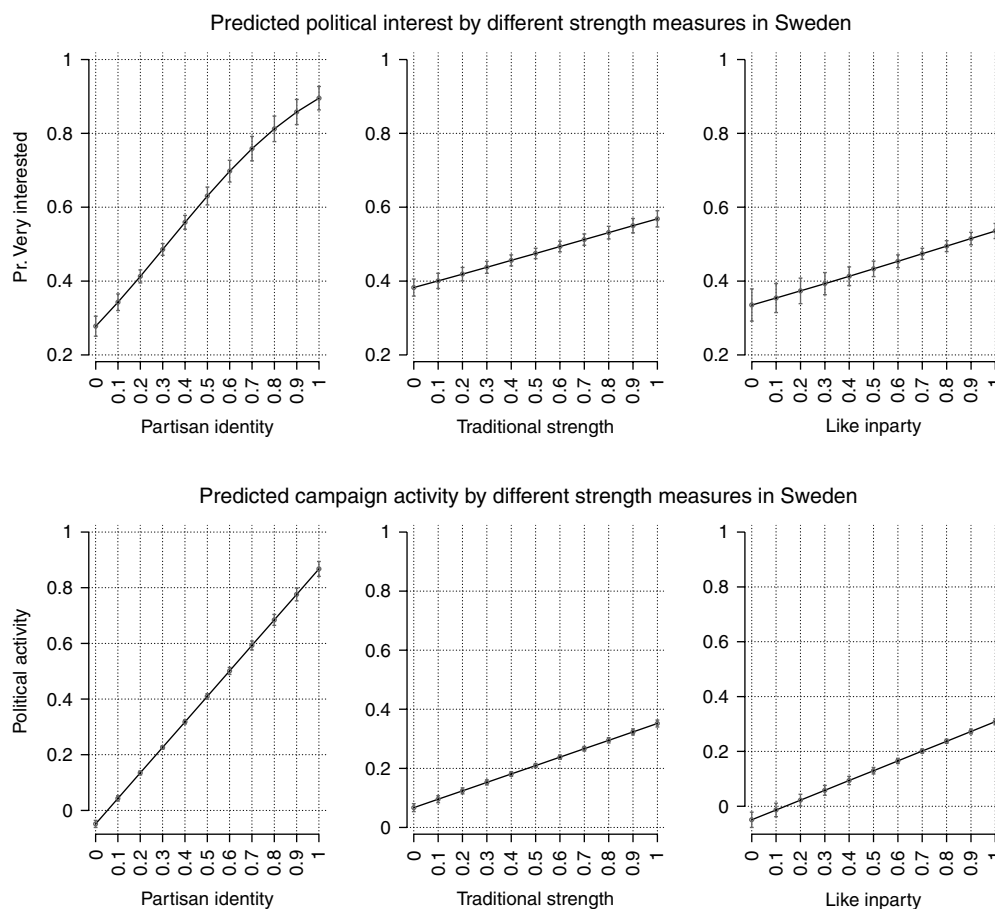 Predicted political interest by different strength measures in Sweden
Pr. Very interested
1
0.8
0.6
0.4
0.2
0 0.1 0.2 0.3 0.4 0.5 0.6 0.7 0.8 0.9 1
Partisan identity
1
0.8
0.6
0.4
0.2
0 0.1 0.2 0.3 0.4 0.5 0.6 0.7 0.8 0.9 1
Traditional strength
1
0.8
0.6
0.4
0.2
0 0.1 0.2 0.3 0.4 0.5 0.6 0.7 0.8 0.9 1
Like inparty
Predicted campaign activity by different strength measures in Sweden
Political activity
1
0.8
0.6
0.4
0.2
0
0 0.1 0.2 0.3 0.4 0.5 0.6 0.7 0.8 0.9 1
Partisan identity
1
0.8
0.6
0.4
0.2
0
0 0.1 0.2 0.3 0.4 0.5 0.6 0.7 0.8 0.9 1
Traditional strength
1
0.8
0.6
0.4
0.2
0
0 0.1 0.2 0.3 0.4 0.5 0.6 0.7 0.8 0.9 1
Like inparty